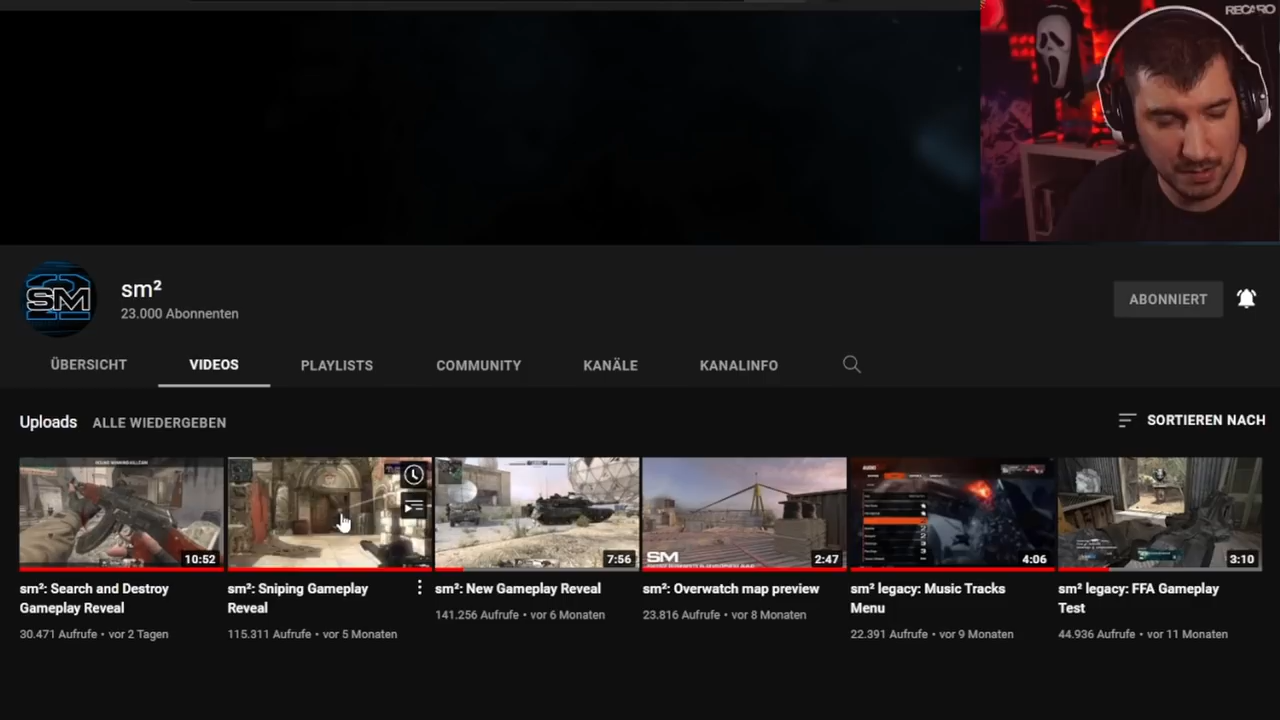 RECARO
SM
sm²
23.000 Abonnenten
ABONNIERT
ÜBERSICHT
VIDEOS
PLAYLISTS
COMMUNITY
KANÄLE
KANALINFO
Uploads
ALLE WIEDERGEBEN
SORTIEREN NACH
10:52
7:56
SM
2:47
AUDIO
4:06
3:10
sm²: Search and Destroy
Gameplay Reveal
30.471 Aufrufe • vor 2 Tagen
sm²: Sniping Gameplay
Reveal
115.311 Aufrufe • vor 5 Monaten
sm²: New Gameplay Reveal
141.256 Aufrufe • vor 6 Monaten
sm²: Overwatch map preview
23.816 Aufrufe • vor 8 Monaten
sm² legacy: Music Tracks
Menu
22.391 Aufrufe • vor 9 Monaten
sm² legacy: FFA Gameplay
Test
44.936 Aufrufe • vor 11 Monaten